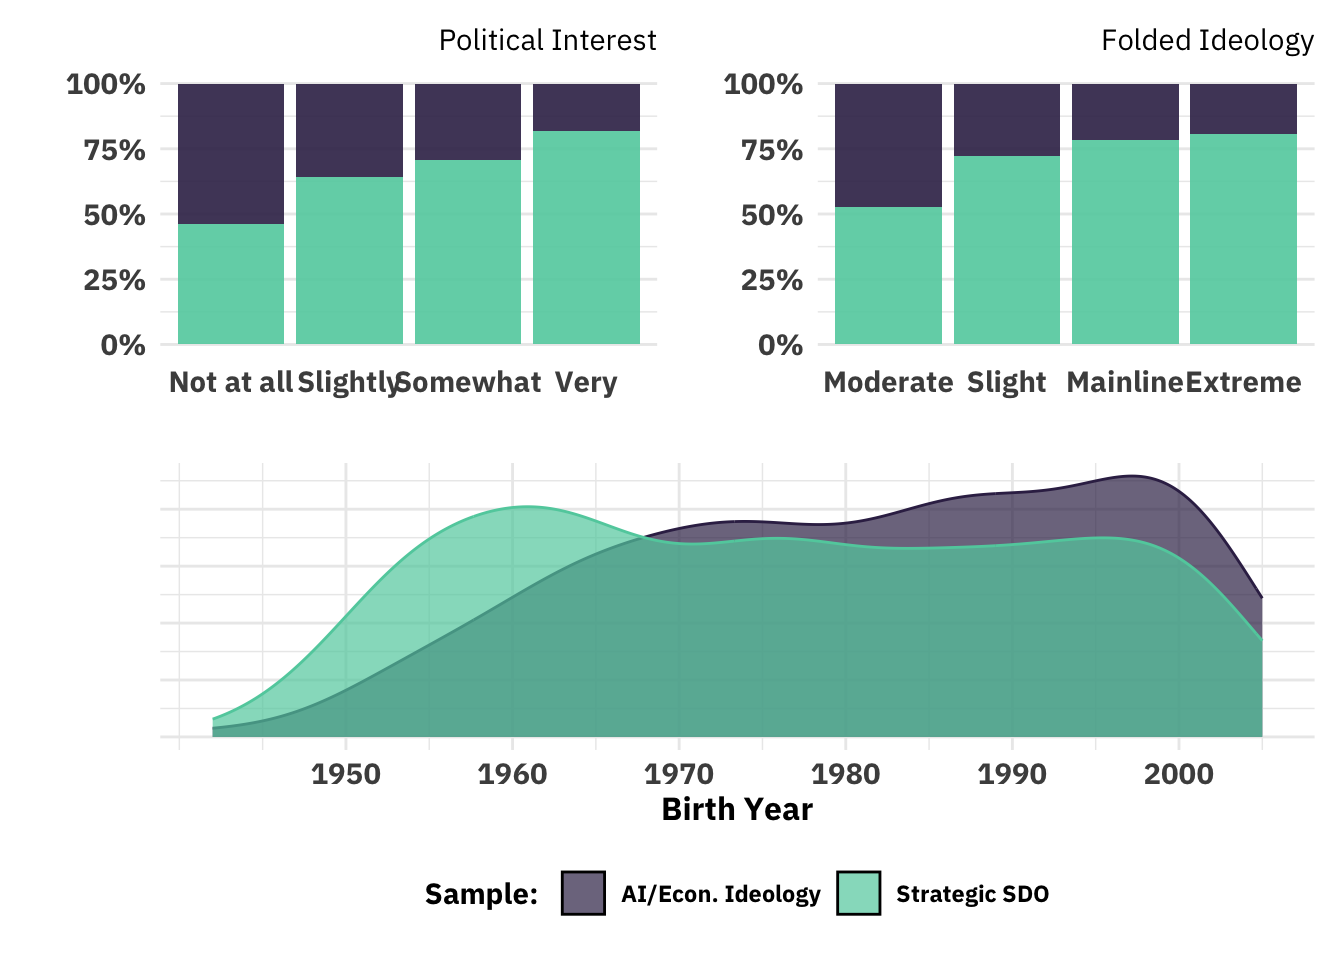 Political Interest
100%
75%
50%
25%
0%
Not at all Slightly Somewhat Very
Folded Ideology
100%
75%
50%
25%
0%
Moderate Slight Mainline Extreme
1950 1960 1970 1980 1990 2000
Birth Year
Sample: AI/Econ. Ideology Strategic SDO